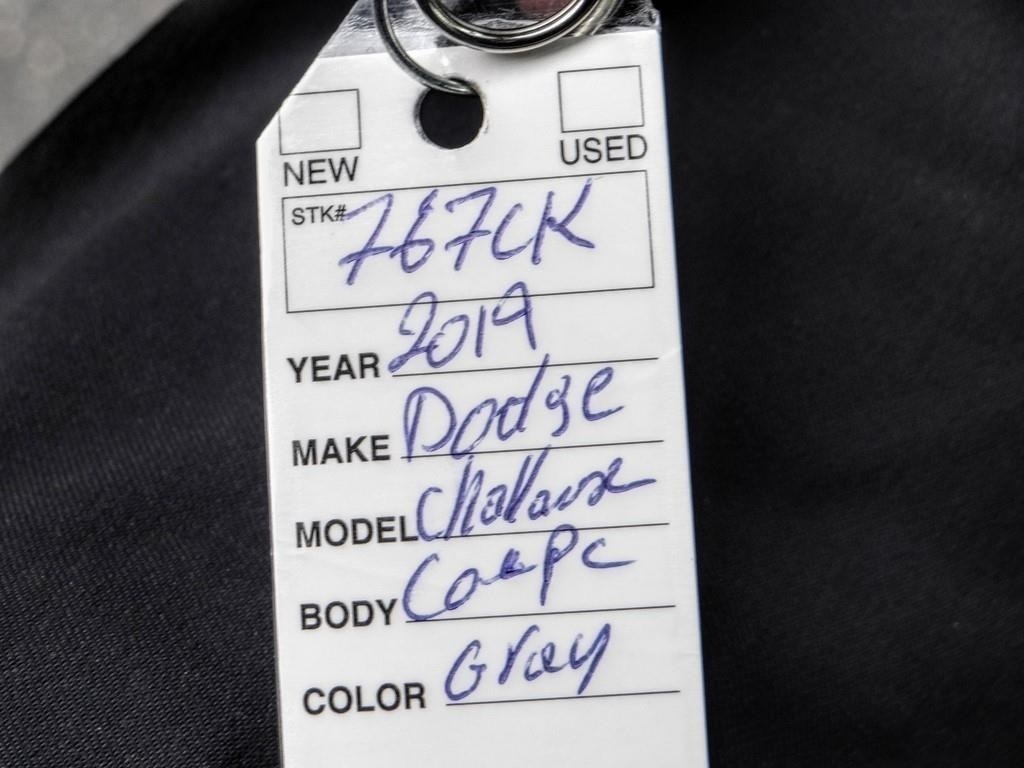 NEW USED
STK# 767CK
YEAR 2019
MAKE Dodge
MODEL Challenger
BODY Coupe
COLOR Gray